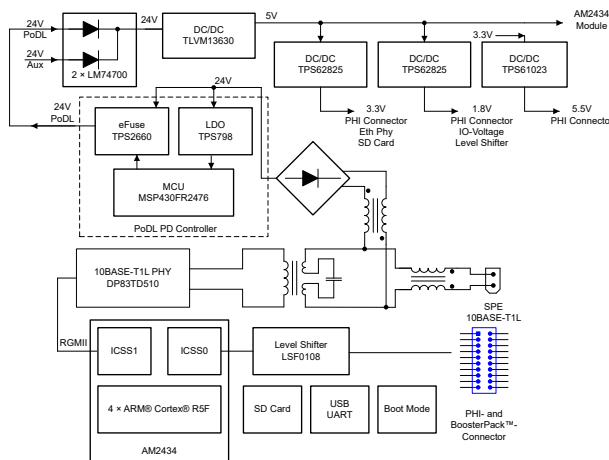 24V
PoDL
24V
Aux
2 × LM74700
24V
DC/DC
TLVM13630
5V
AM2434
Module
DC/DC
TPS62825
DC/DC
TPS62825
3.3V
DC/DC
TPS61023
3.3V
PHI Connector
Eth Phy
SD Card
1.8V
PHI Connector
IO-Voltage
Level Shifter
5.5V
PHI Connector
24V
PoDL
24V
eFuse
TPS2660
LDO
TPS798
MCU
MSP430FR2476
PoDL PD Controller
10BASE-T1L PHY
DP83TD510
SPE
10BASE-T1L
RGMII
ICSS1
ICSS0
Level Shifter
LSF0108
4 × ARM® Cortex® R5F
AM2434
SD Card
USB
UART
Boot Mode
PHI- and
BoosterPack™-
Connector